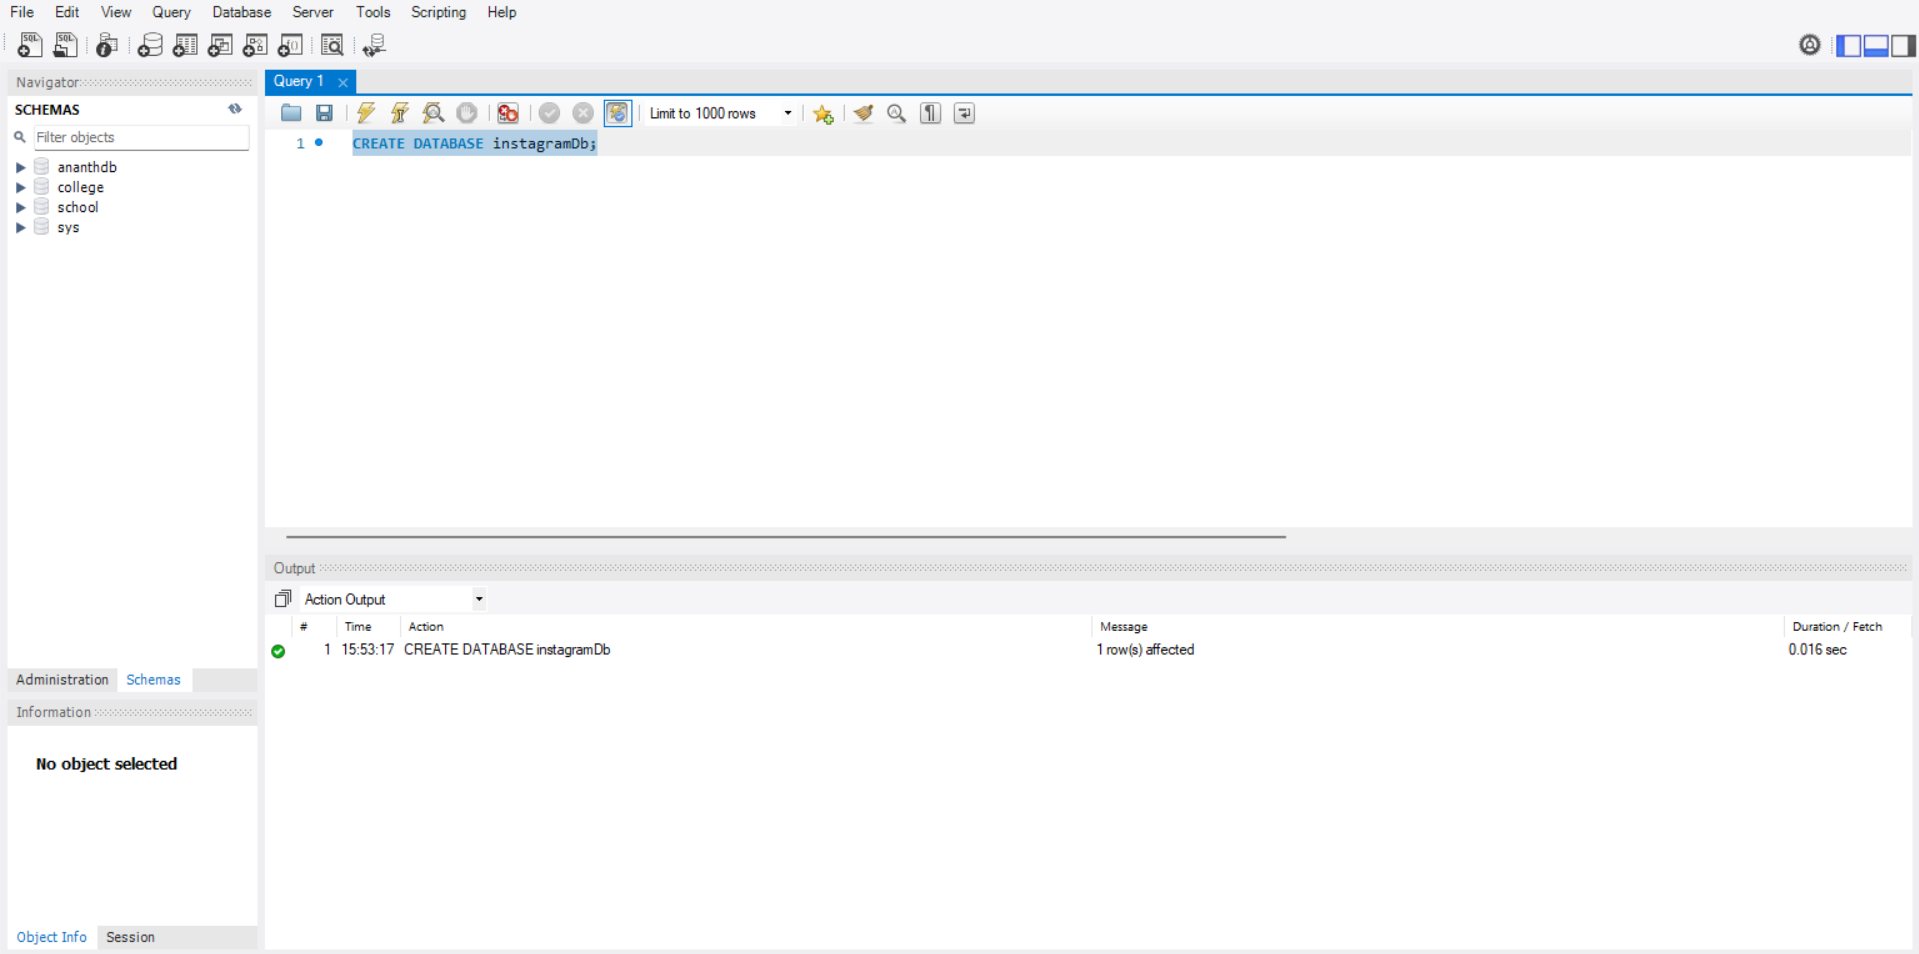 File Edit View Query Database Server Tools Scripting Help
SQL SQL
Navigator
SCHEMAS
Filter objects
ananthdb
college
school
sys
Administration Schemas
Information
No object selected
Object Info Session
Query 1
Limit to 1000 rows
1 CREATE DATABASE instagramDb;
Output
Action Output
# Time Action Message Duration / Fetch
1 15:53:17 CREATE DATABASE instagramDb 1 row(s) affected 0.016 sec